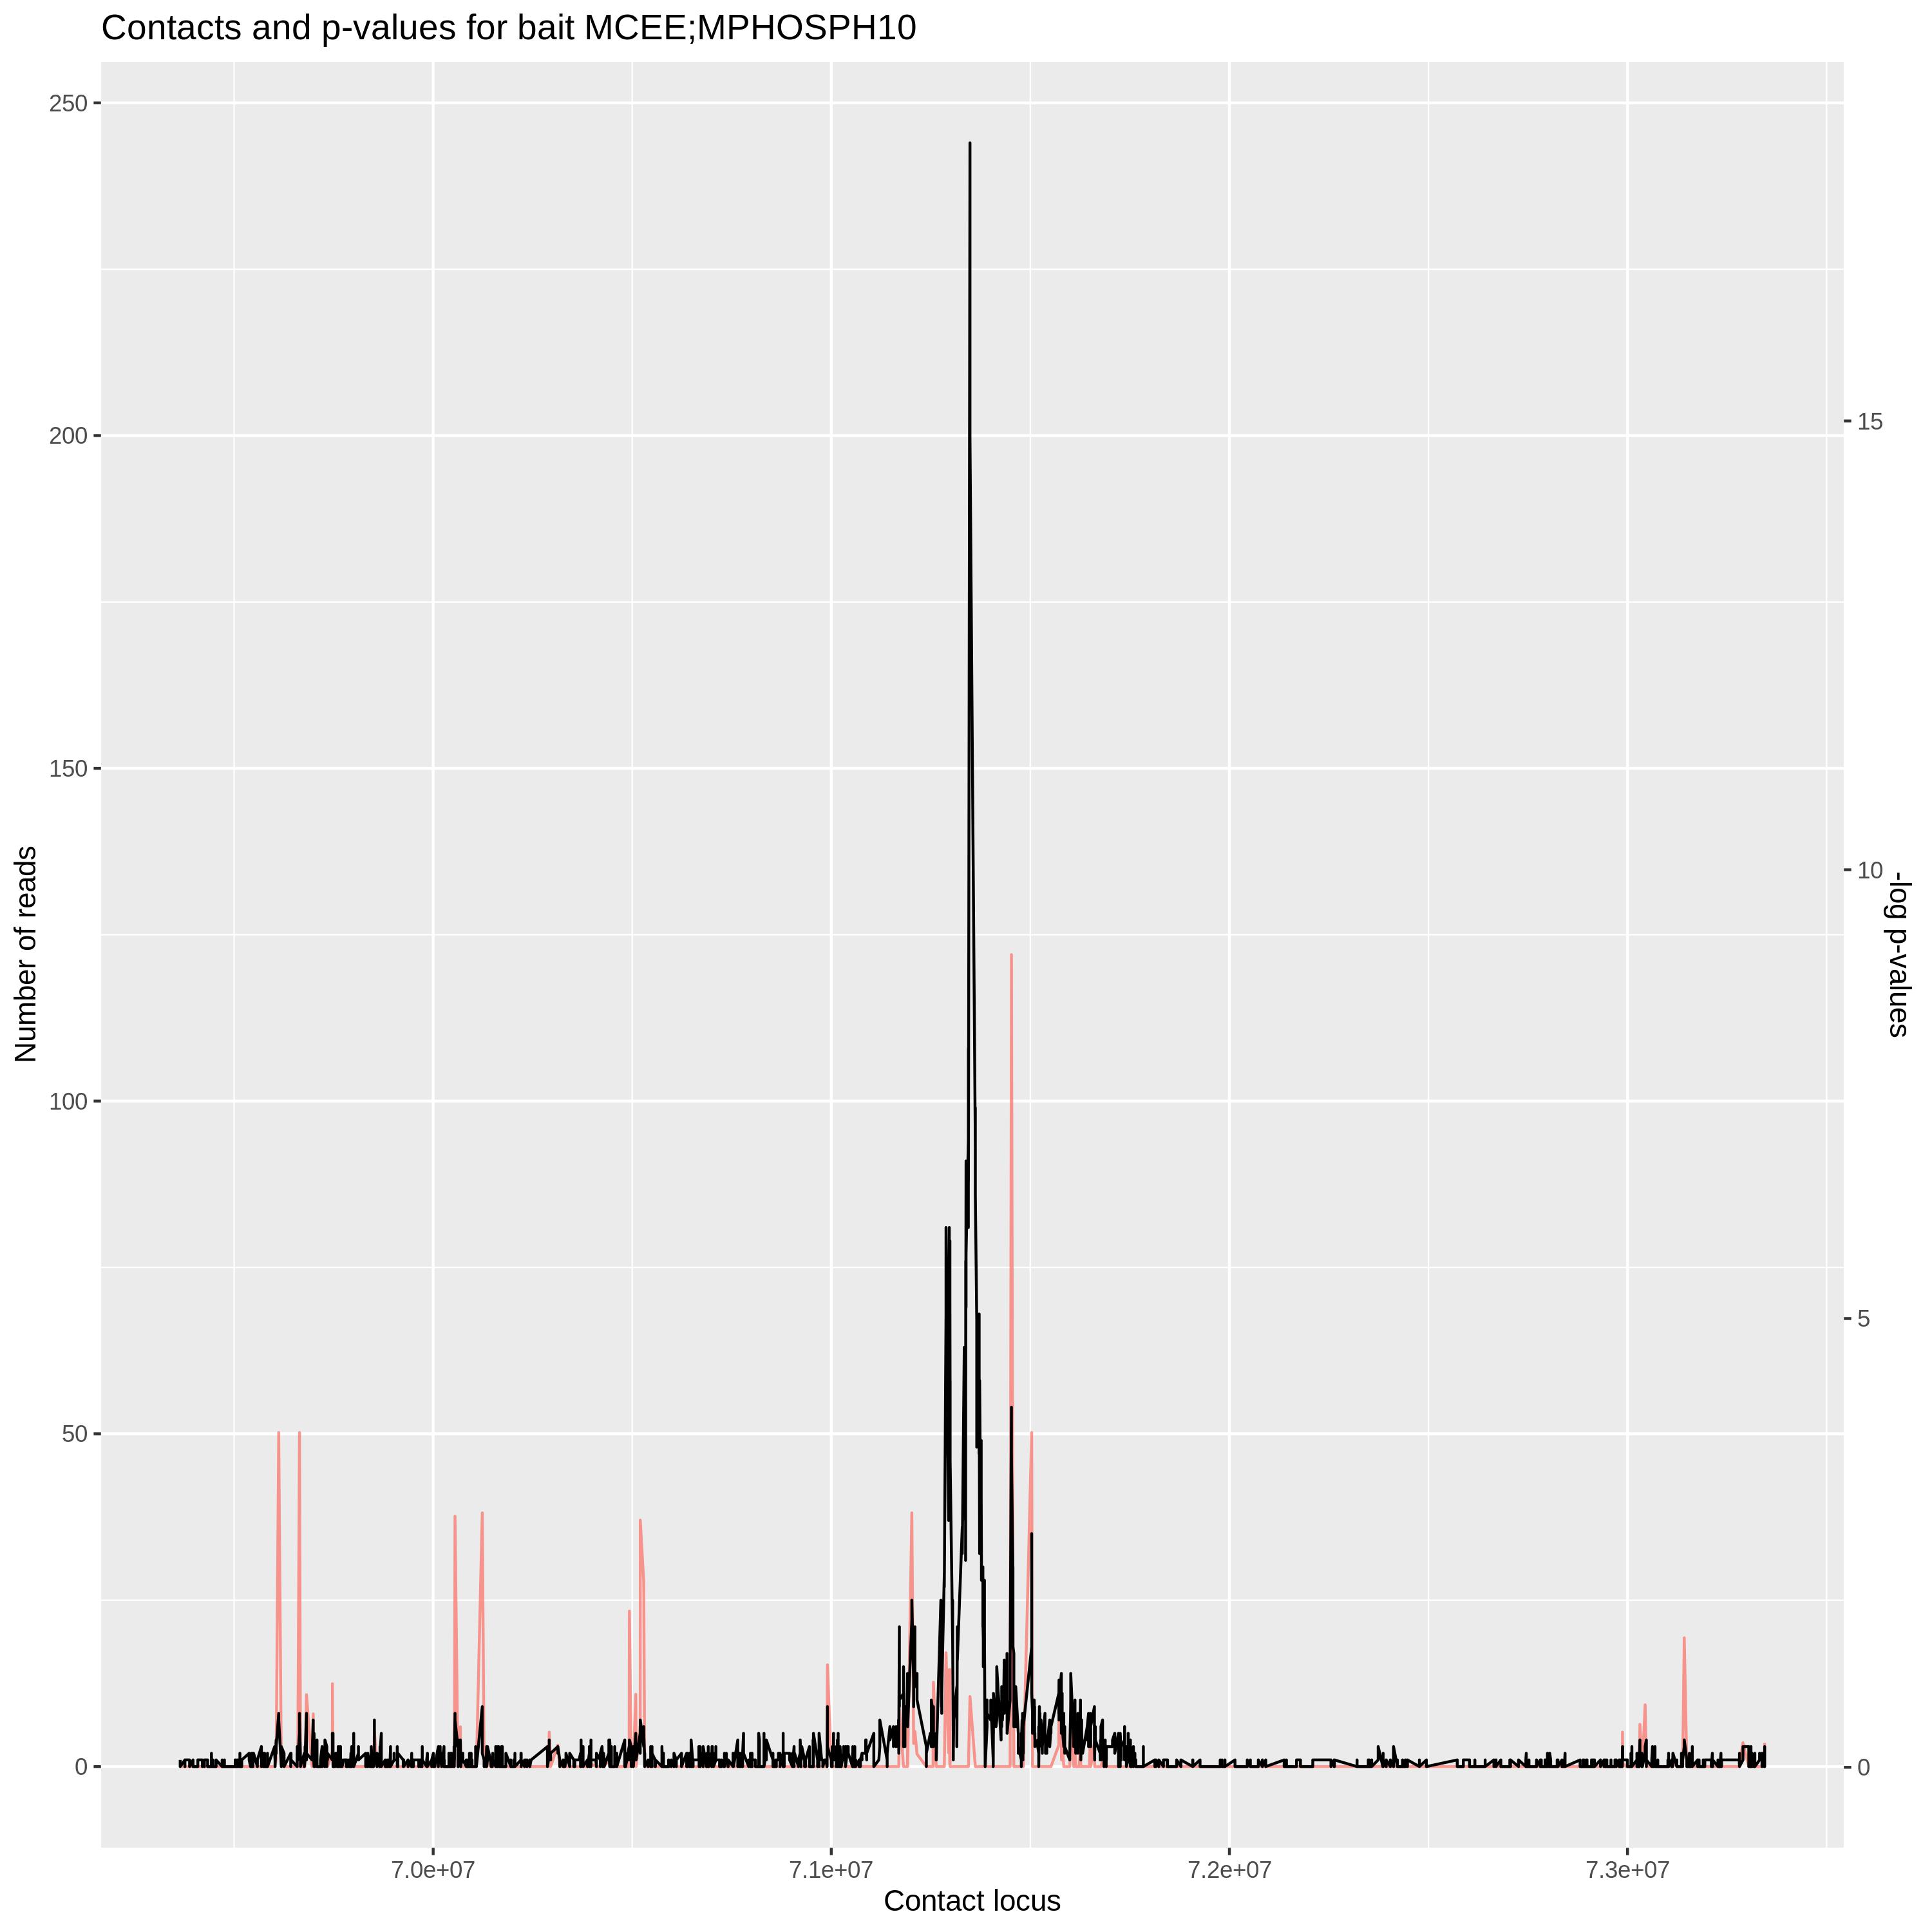 Contacts and p-values for bait MCEE;MPHOSPH10
250
200
150
100
50
0
Number of reads
15
10
5
0
-log p-values
7.0e+07
7.1e+07
7.2e+07
7.3e+07
Contact locus